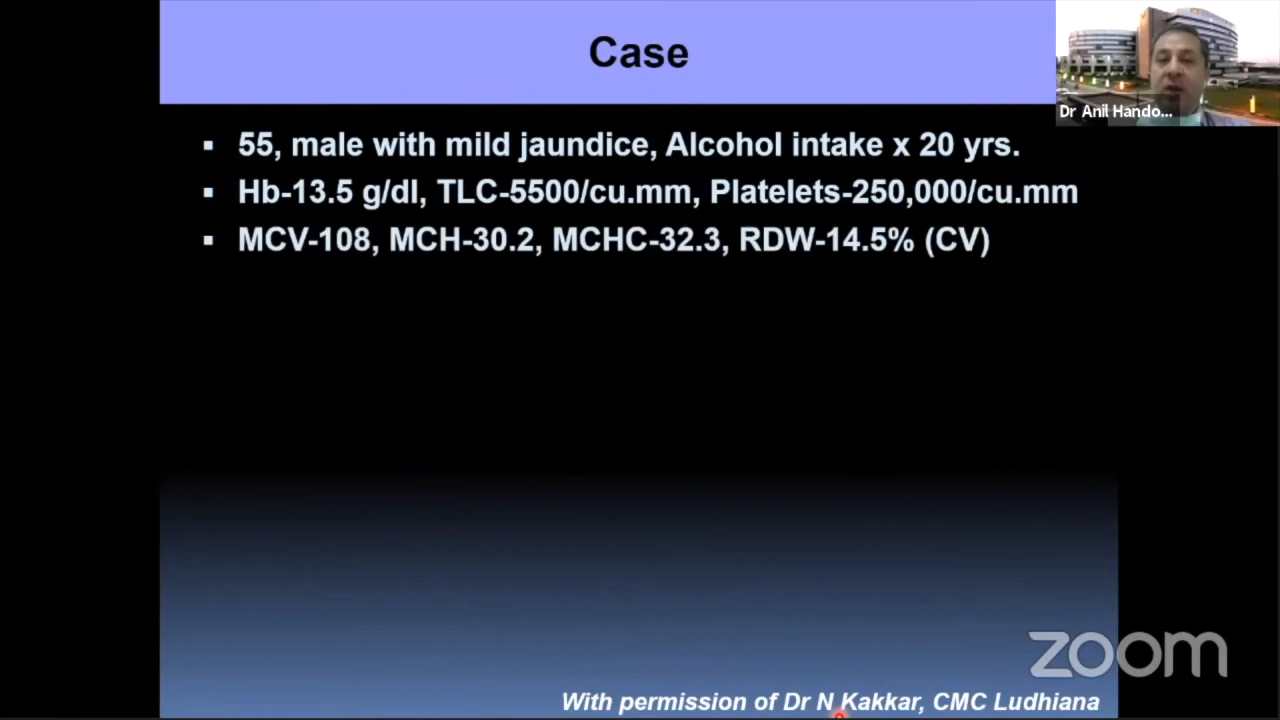 Case
Dr Anil Hando...
55, male with mild jaundice, Alcohol intake x 20 yrs.
Hb-13.5 g/dl, TLC-5500/cu.mm, Platelets-250,000/cu.mm
MCV-108, MCH-30.2, MCHC-32.3, RDW-14.5% (CV)
zoom
With permission of Dr N Kakkar, CMC Ludhiana